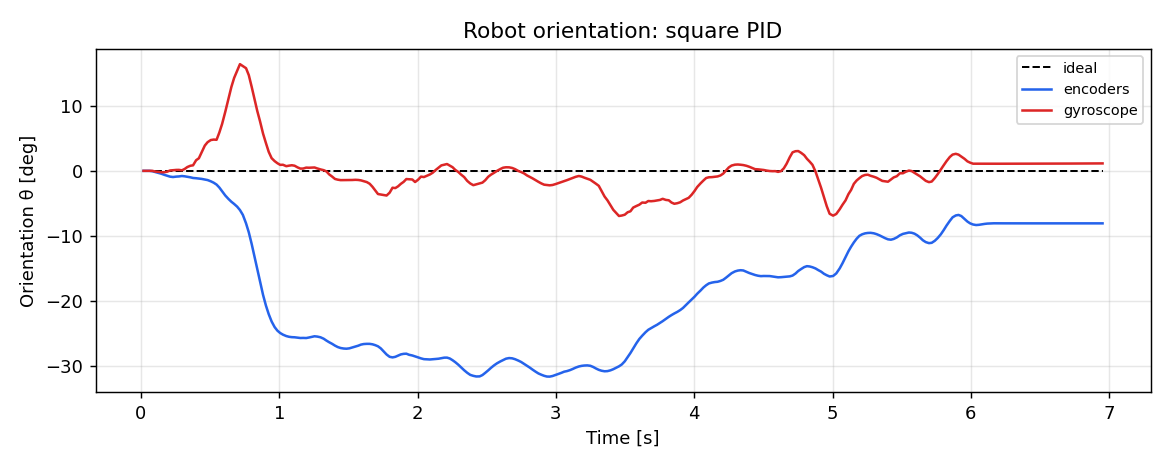 Robot orientation: square PID
ideal
encoders
gyroscope
Orientation θ [deg]
10
0
−10
−20
−30
0 1 2 3 4 5 6 7
Time [s]